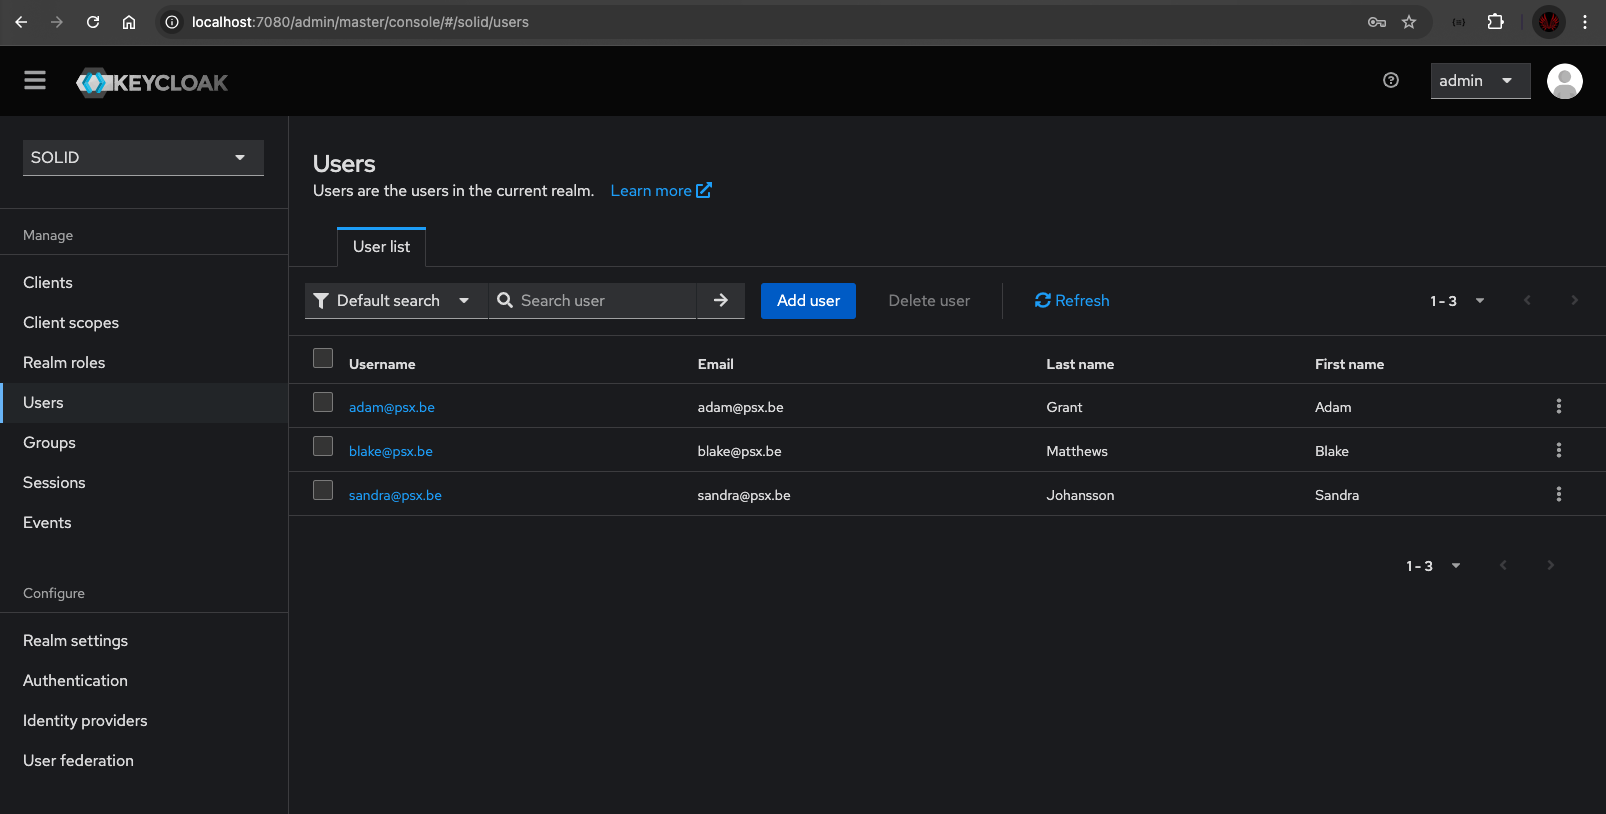 localhost:7080/admin/master/console/#/solid/users
KEYCLOAK
admin
SOLID
Manage
Clients
Client scopes
Realm roles
Users
Groups
Sessions
Events
Configure
Realm settings
Authentication
Identity providers
User federation
Users
Users are the users in the current realm. Learn more
User list
Default search Search user Add user Delete user Refresh 1 - 3
Username Email Last name First name
adam@psx.be adam@psx.be Grant Adam
blake@psx.be blake@psx.be Matthews Blake
sandra@psx.be sandra@psx.be Johansson Sandra
1 - 3